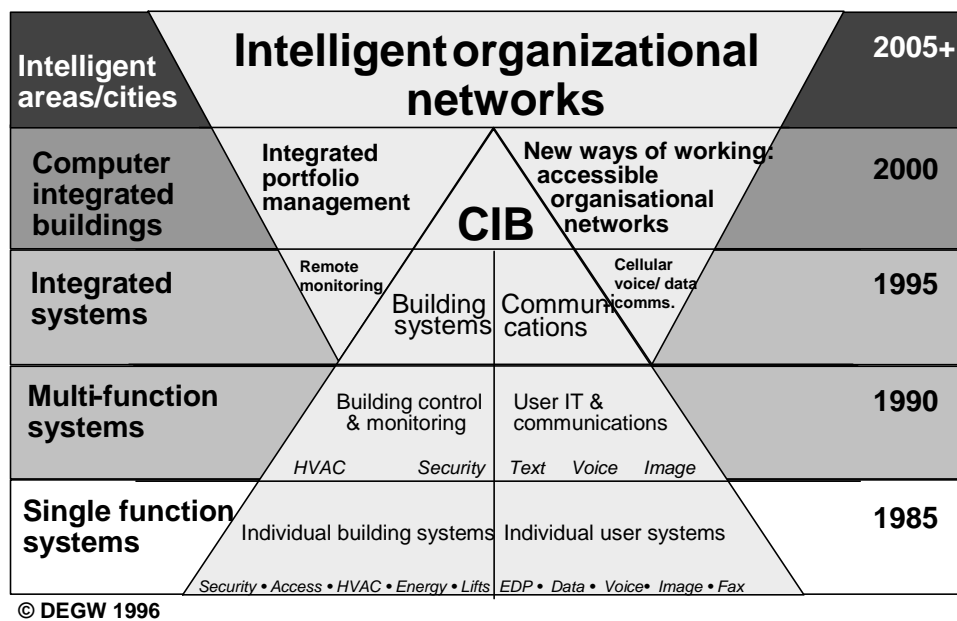 Intelligent
areas/cities
Intelligent organizational
networks
2005+
Computer
integrated
buildings
Integrated
portfolio
management
CIB
New ways of working:
accessible
organisational
networks
2000
Integrated
systems
Remote
monitoring
Building
systems
Communi
cations
Cellular
voice/ data
comms.
1995
Multi-function
systems
Building control
& monitoring
HVAC Security
User IT &
communications
Text Voice Image
1990
Single function
systems
Individual building systems
Security • Access • HVAC • Energy • Lifts
Individual user systems
EDP • Data • Voice • Image • Fax
1985
© DEGW 1996